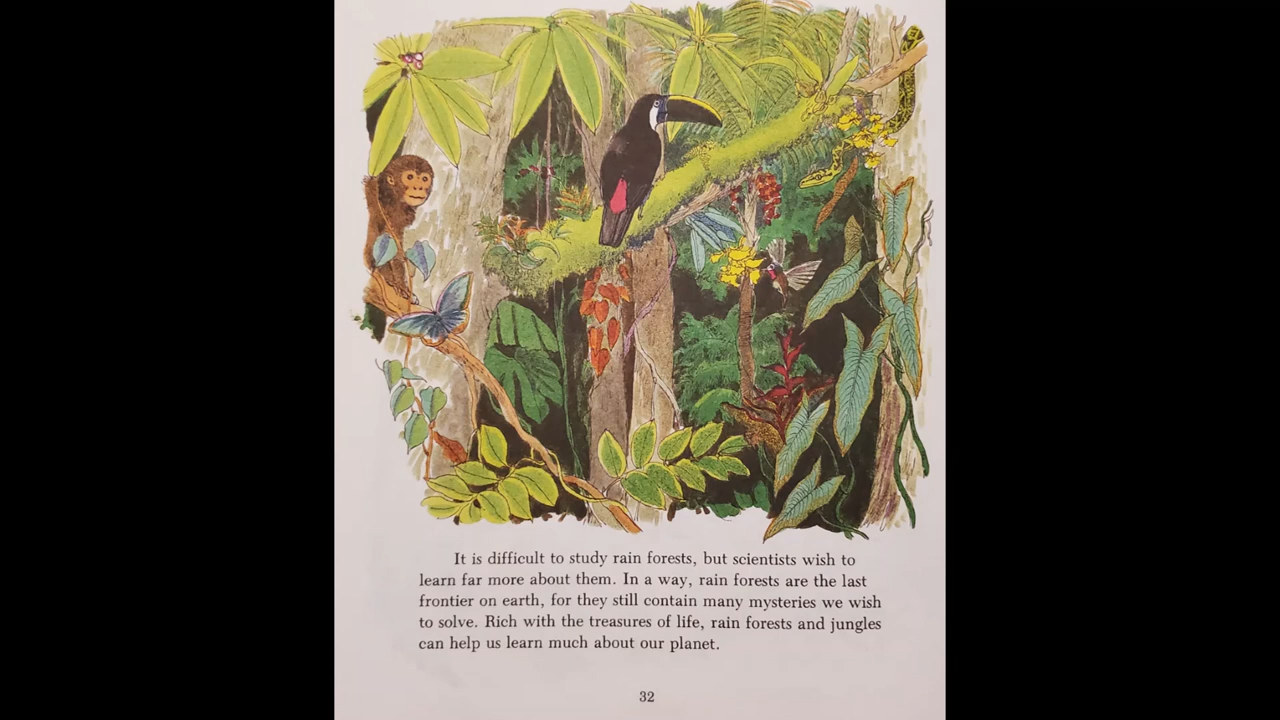 It is difficult to study rain forests, but scientists wish to
learn far more about them. In a way, rain forests are the last
frontier on earth, for they still contain many mysteries we wish
to solve. Rich with the treasures of life, rain forests and jungles
can help us learn much about our planet.
32